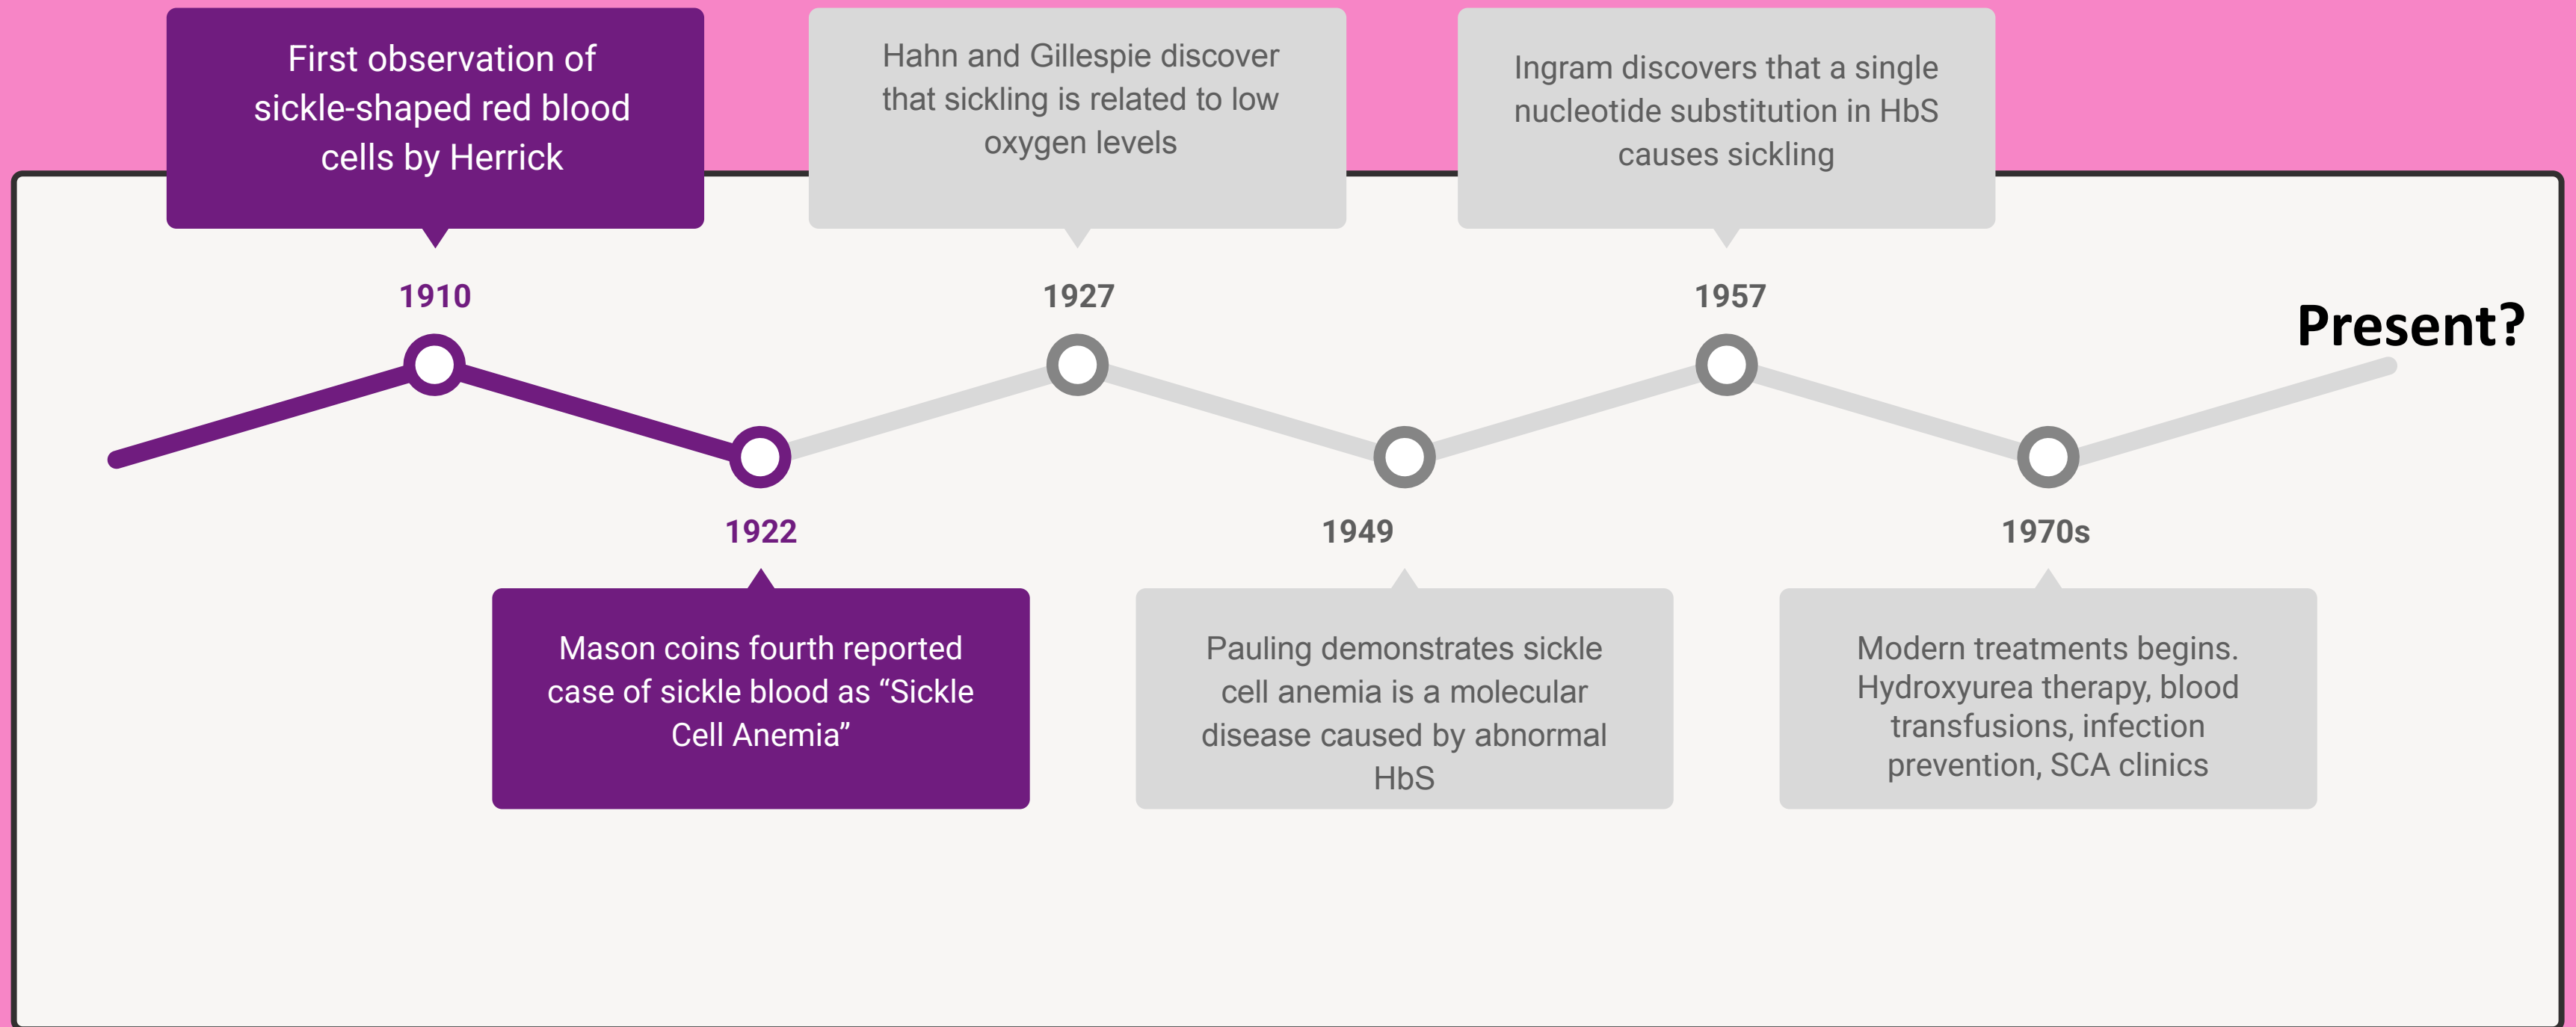 First observation of
sickle-shaped red blood
cells by Herrick
1910
Mason coins fourth reported
case of sickle blood as “Sickle
Cell Anemia”
1922
Hahn and Gillespie discover
that sickling is related to low
oxygen levels
1927
Pauling demonstrates sickle
cell anemia is a molecular
disease caused by abnormal
HbS
1949
Ingram discovers that a single
nucleotide substitution in HbS
causes sickling
1957
Modern treatments begins.
Hydroxyurea therapy, blood
transfusions, infection
prevention, SCA clinics
1970s
Present?